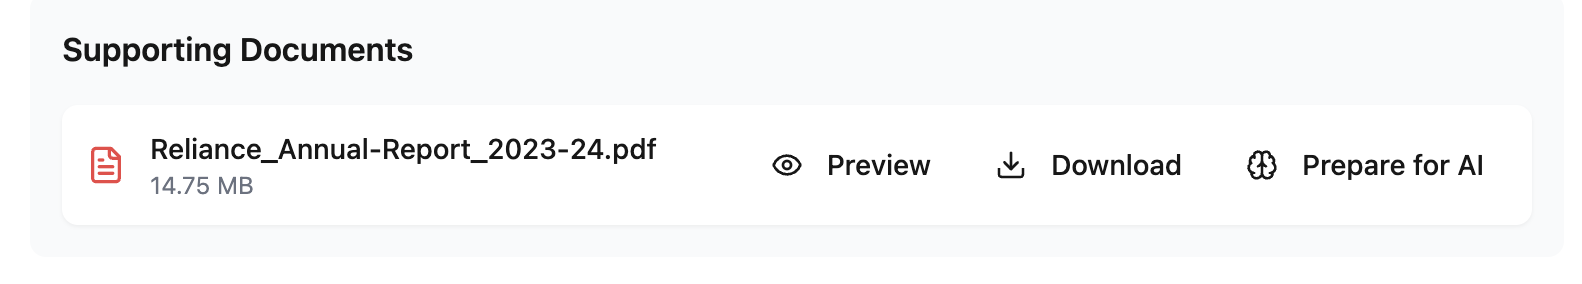 Supporting Documents
Reliance_Annual-Report_2023-24.pdf
14.75 MB
Preview
Download
Prepare for AI